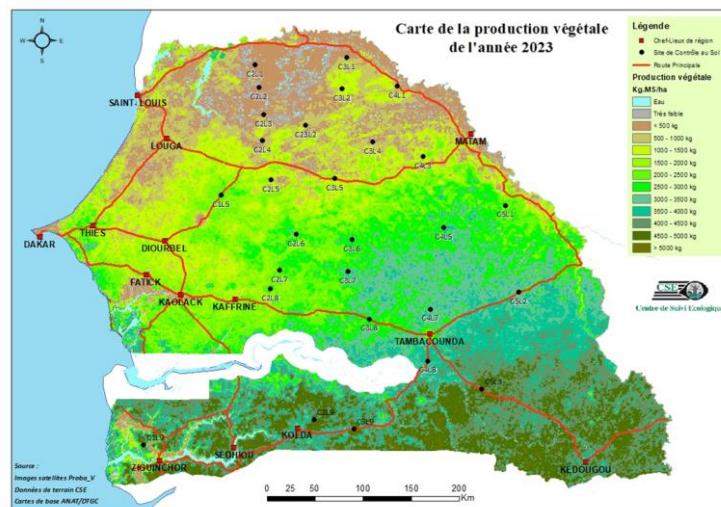 Carte de la production végétale
de l'année 2023
N
W
E
S
Légende
Chef-Lieux de région
Site de Contrôle au Sol
Route Principale
Production végétale
Kg.MS/ha
Eau
Très faible
< 500 kg
500 - 1000 kg
1000 - 1500 kg
1500 - 2000 kg
2000 - 2500 kg
2500 - 3000 kg
3000 - 3500 kg
3500 - 4000 kg
4000 - 4500 kg
4500 - 5000 kg
> 5000 kg
CSE
Centre de Suivi Ecologique
C3L1
C2L1
C2L2
C3L2
C4L1
SAINT-LOUIS
C2L3
C23L2
LOUGA
C2L4
C3L4
MATAM
C4L3
C2L5
C3L5
C1L5
C5L1
THIES
C4L5
DAKAR
DIOURBEL
C2L6
C3L6
FATICK
C2L7
C3L7
KAOLACK
C2L8
C5L2
KAFFRINE
C4L7
C3L8
TAMBACOUNDA
C4L8
KOLDA
C3L9
SEDHIOU
ZIGUINCHOR
KEDOUGOU
Source :
Images satellites Proba_V
Données de terrain CSE
Cartes de base ANAT/DTGC
0 25 50 100 150 200
Km